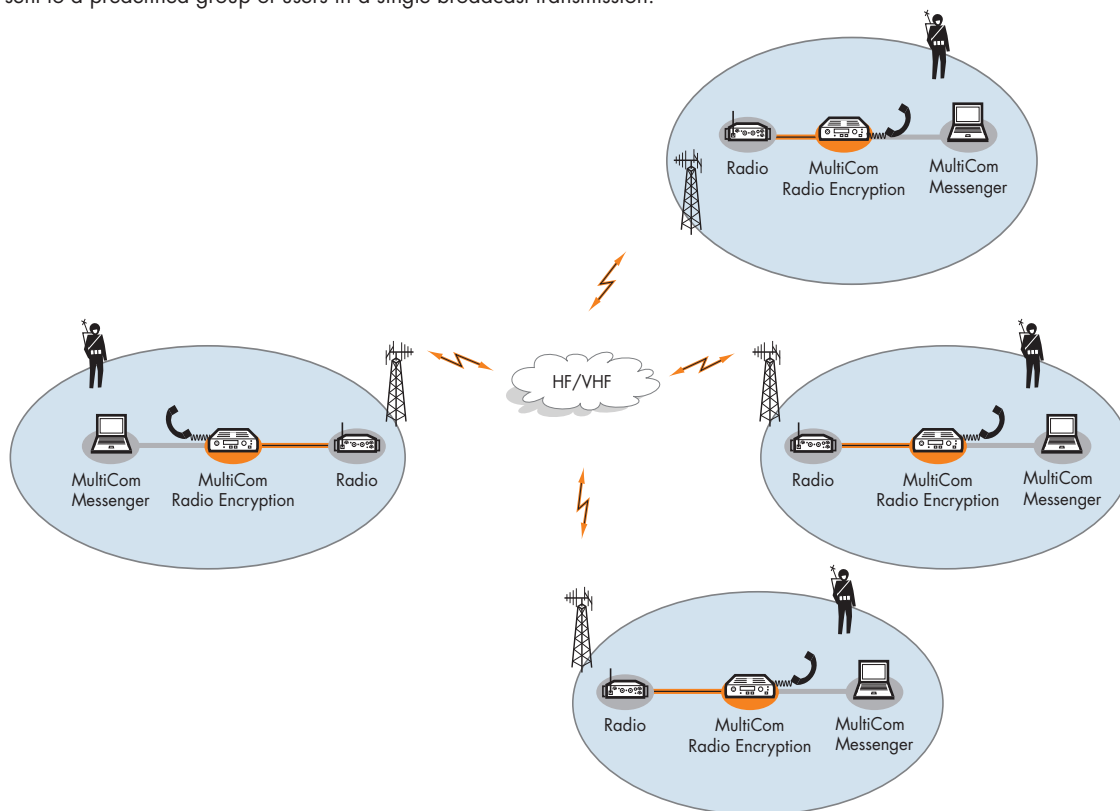 sent to a predefined group of users in a single broadcast transmission.
Radio
MultiCom
Radio Encryption
MultiCom
Messenger
HF/VHF
MultiCom
Messenger
MultiCom
Radio Encryption
Radio
Radio
MultiCom
Radio Encryption
MultiCom
Messenger
Radio
MultiCom
Radio Encryption
MultiCom
Messenger